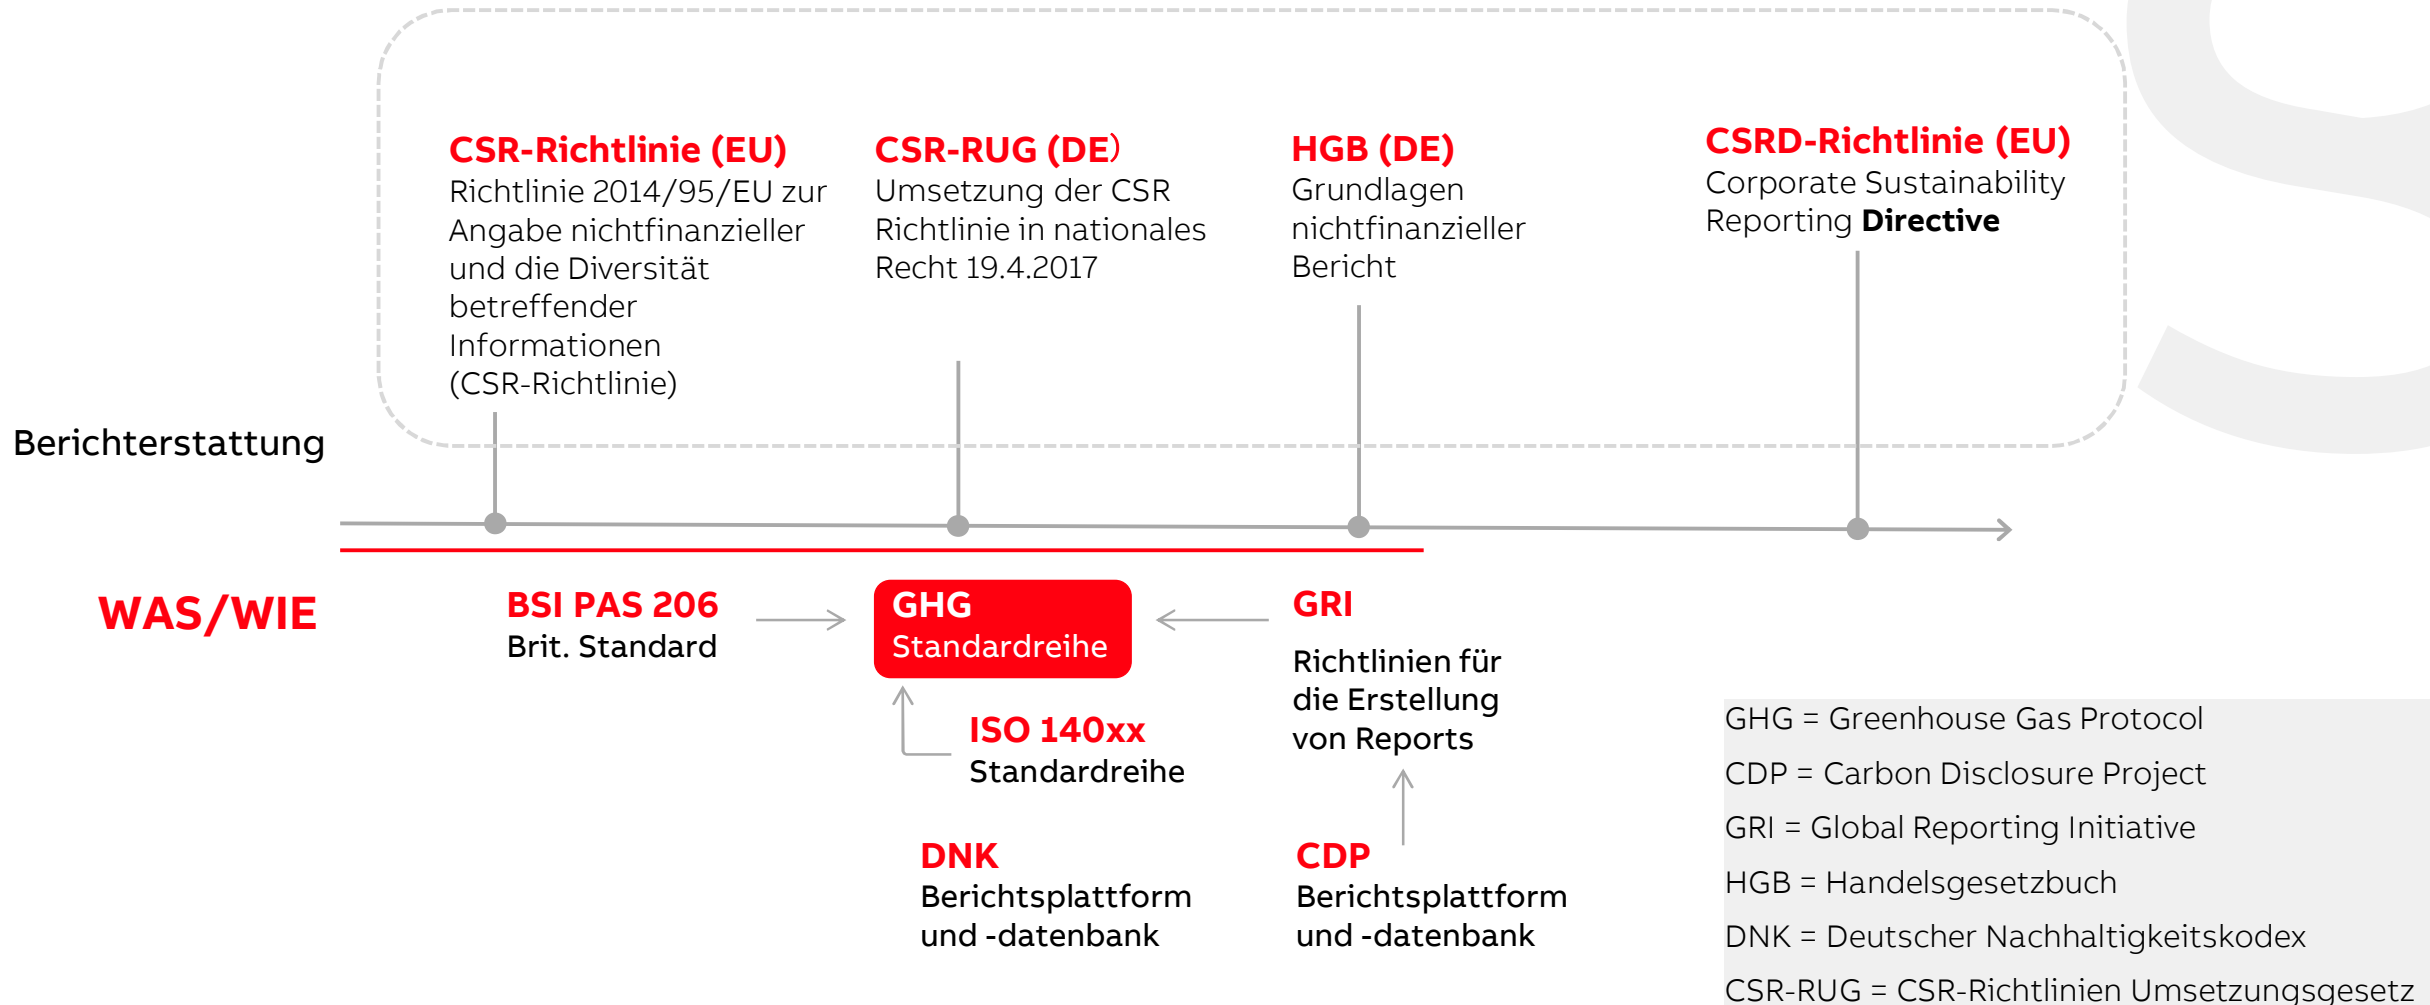 CSR-Richtlinie (EU)
Richtlinie 2014/95/EU zur
Angabe nichtfinanzieller
und die Diversität
betreffender
Informationen
(CSR-Richtlinie)
CSR-RUG (DE)
Umsetzung der CSR
Richtlinie in nationales
Recht 19.4.2017
HGB (DE)
Grundlagen
nichtfinanzieller
Bericht
CSRD-Richtlinie (EU)
Corporate Sustainability
Reporting Directive
Berichterstattung
WAS/WIE
BSI PAS 206
Brit. Standard
GHG
Standardreihe
GRI
Richtlinien für
die Erstellung
von Reports
ISO 140xx
Standardreihe
DNK
Berichtsplattform
und -datenbank
CDP
Berichtsplattform
und -datenbank
GHG = Greenhouse Gas Protocol
CDP = Carbon Disclosure Project
GRI = Global Reporting Initiative
HGB = Handelsgesetzbuch
DNK = Deutscher Nachhaltigkeitskodex
CSR-RUG = CSR-Richtlinien Umsetzungsgesetz